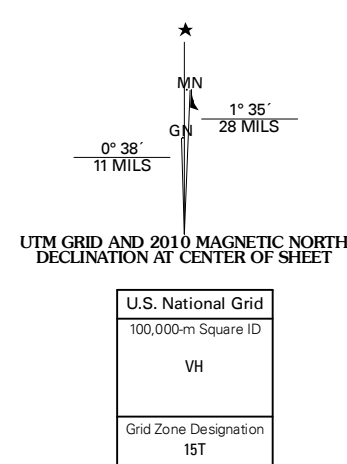 ★
MN
1° 35´
28 MILS
GN
0° 38´
11 MILS
UTM GRID AND 2010 MAGNETIC NORTH
DECLINATION AT CENTER OF SHEET
U.S. National Grid
100,000-m Square ID
VH
Grid Zone Designation
15T